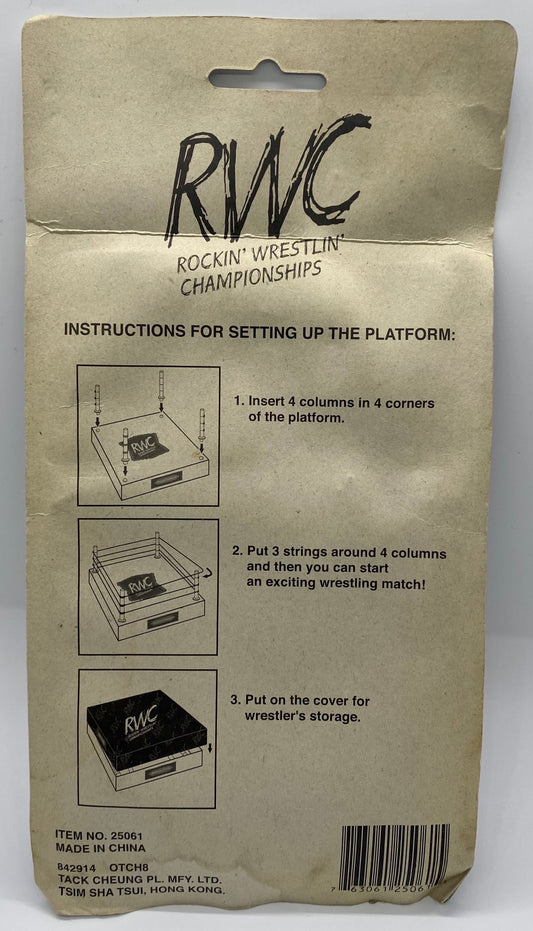 RWC
ROCKIN' WRESTLIN'
CHAMPIONSHIPS
INSTRUCTIONS FOR SETTING UP THE PLATFORM:
RWC
1. Insert 4 columns in 4 corners
of the platform.
RWC
2. Put 3 strings around 4 columns
and then you can start
an exciting wrestling match!
RWC
3. Put on the cover for
wrestler's storage.
ITEM NO. 25061
MADE IN CHINA
842914 OTCH8
TACK CHEUNG PL. MFY. LTD.
TSIM SHA TSUI, HONG KONG.
7 63061 25061